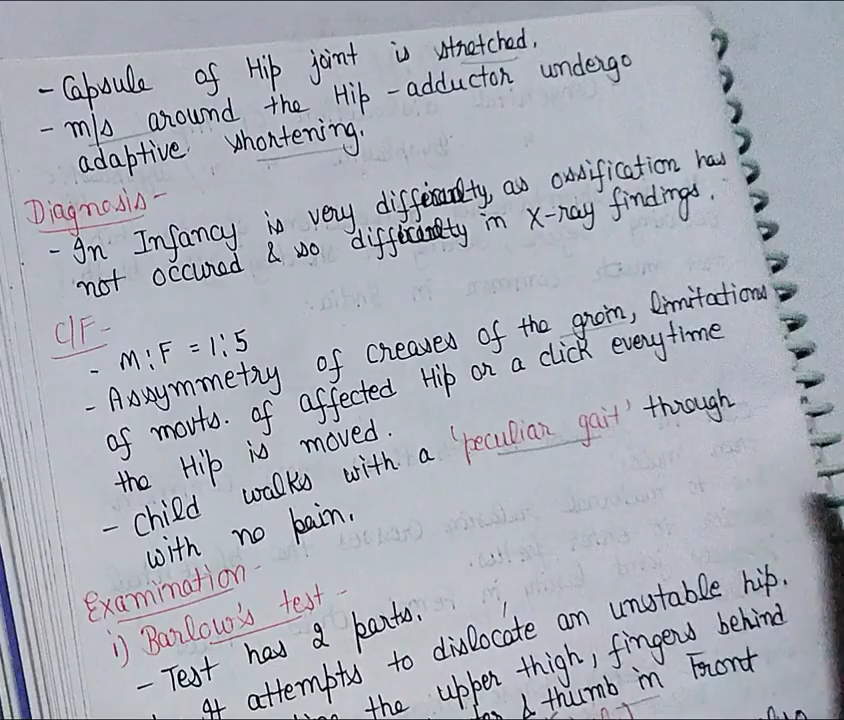 - Capsule of Hip joint is stretched.
- m/s around the Hip - adductor undergo
adaptive shortening.
Diagnosis -
- In Infancy is very difficulty, as ossification has
not occured & so difficulty in X-ray findings.
C/F -
- M:F = 1:5
- Assymmetry of creases of the groin, limitations
of movts. of affected Hip or a click everytime
the Hip is moved.
- Child walks with a 'peculiar gait' through
with no pain.
Examination -
i) Barlow's test -
- Test has 2 parts.
It attempts to dislocate an unstable hip.
the upper thigh, fingers behind
& thumb in Front